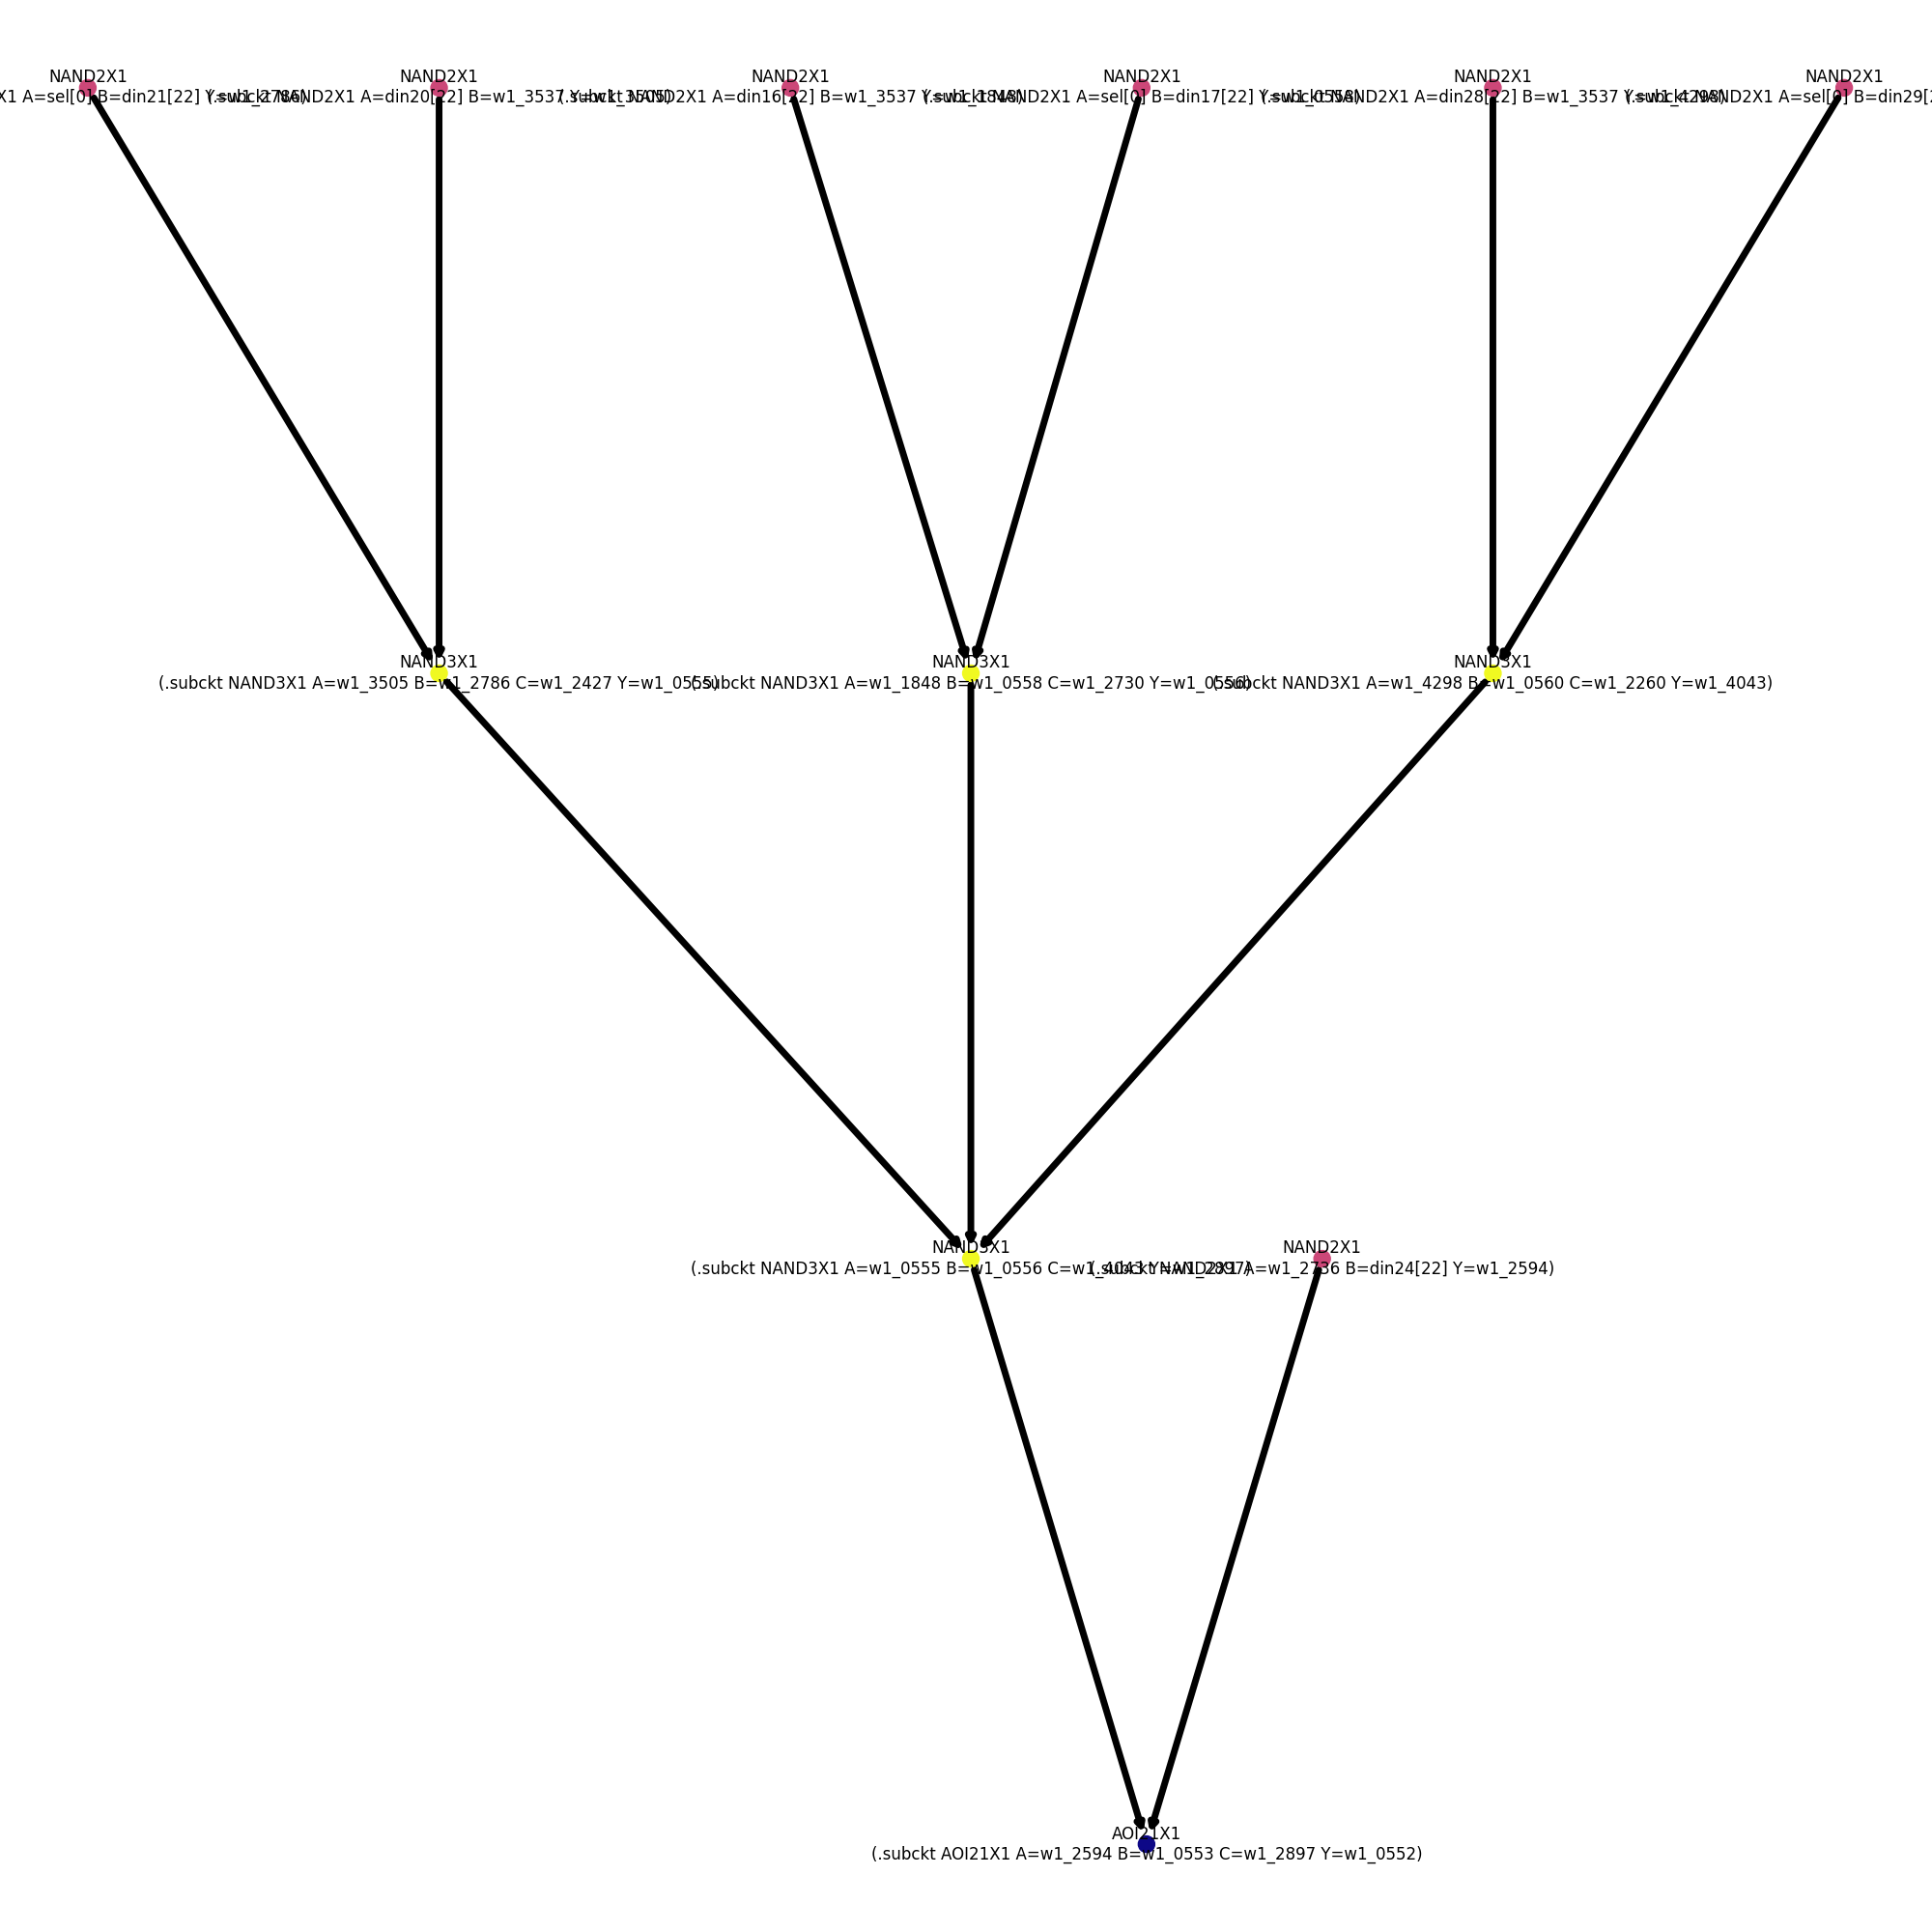 NAND2X1
X1 A=sel[0] B=din21[22] Y=w1_2786)
NAND2X1
(.subckt NAND2X1 A=din20[22] B=w1_3537 Y=w1_3505)
NAND2X1
(.subckt NAND2X1 A=din16[22] B=w1_3537 Y=w1_1848)
NAND2X1
(.subckt NAND2X1 A=sel[0] B=din17[22] Y=w1_0558)
NAND2X1
(.subckt NAND2X1 A=din28[22] B=w1_3537 Y=w1_4298)
NAND2X1
(.subckt NAND2X1 A=sel[0] B=din29[
NAND3X1
(.subckt NAND3X1 A=w1_3505 B=w1_2786 C=w1_2427 Y=w1_0555)
NAND3X1
(.subckt NAND3X1 A=w1_1848 B=w1_0558 C=w1_2730 Y=w1_0556)
NAND3X1
(.subckt NAND3X1 A=w1_4298 B=w1_0560 C=w1_2260 Y=w1_4043)
NAND3X1
(.subckt NAND3X1 A=w1_0555 B=w1_0556 C=w1_4043 Y=w1_2897)
NAND2X1
(.subckt NAND2X1 A=w1_2736 B=din24[22] Y=w1_2594)
AOI21X1
(.subckt AOI21X1 A=w1_2594 B=w1_0553 C=w1_2897 Y=w1_0552)